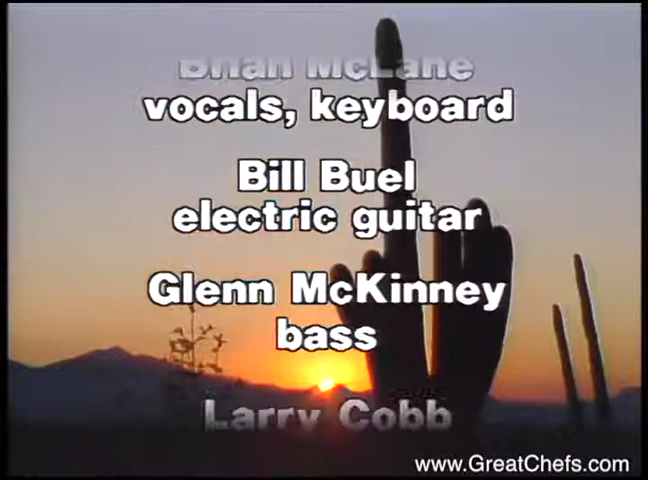 Brian McLane
vocals, keyboard
Bill Buel
electric guitar
Glenn McKinney
bass
Larry Cobb
www.GreatChefs.com